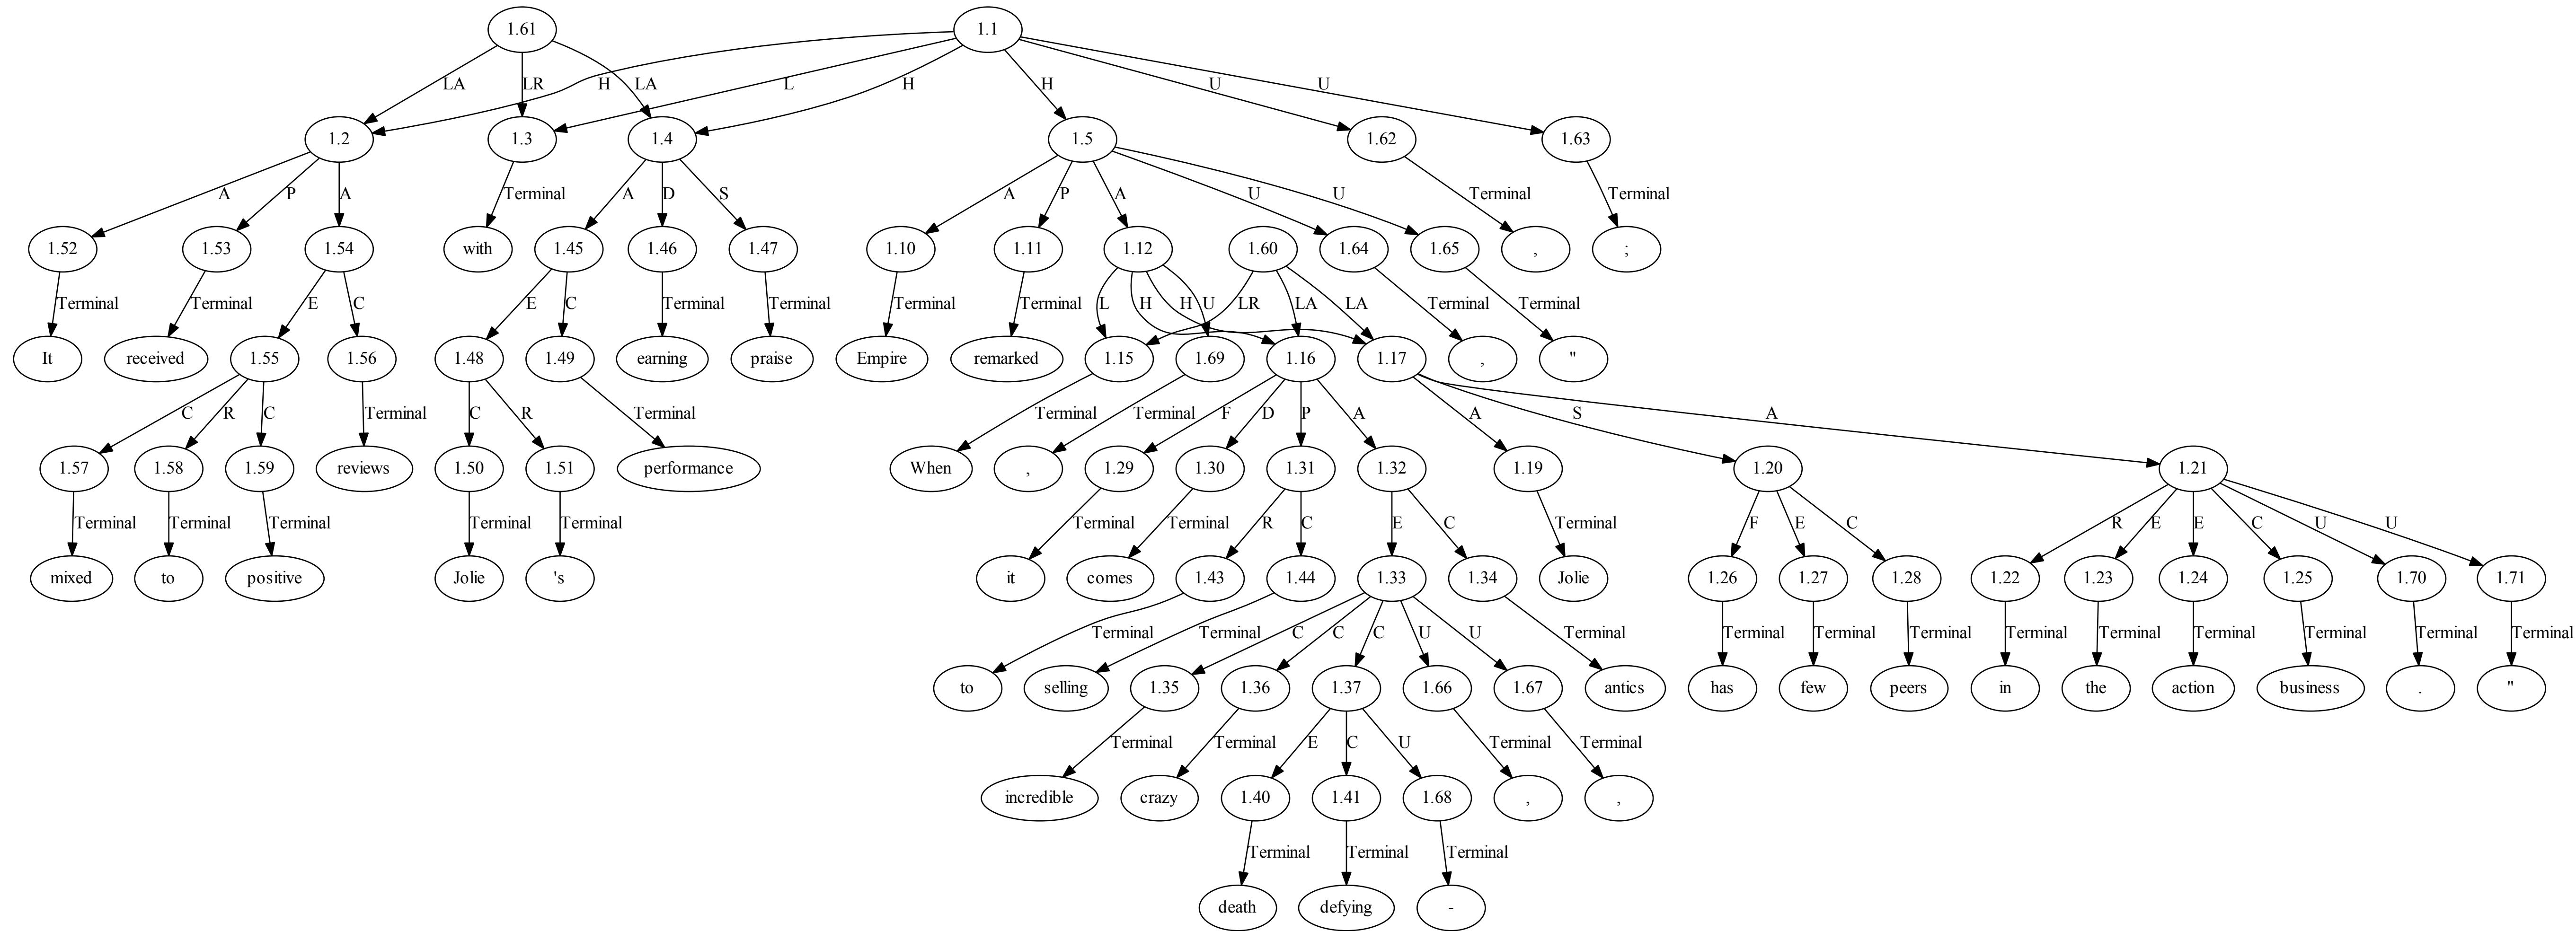 1.61 1.1
LA LR LA H L H H U U
1.2 1.3 1.4 1.5 1.62 1.63
A P A Terminal A D S A P A U U Terminal Terminal
1.52 1.53 1.54 with 1.45 1.46 1.47 1.10 1.11 1.12 1.60 1.64 1.65 , ;
Terminal Terminal E C E C Terminal Terminal Terminal Terminal L H H U LR LA LA Terminal Terminal
It received 1.55 1.56 1.48 1.49 earning praise Empire remarked 1.15 1.69 1.16 1.17 , "
C R C Terminal C R Terminal Terminal Terminal F D P A A S A
1.57 1.58 1.59 reviews 1.50 1.51 performance When , 1.29 1.30 1.31 1.32 1.19 1.20 1.21
Terminal Terminal Terminal Terminal Terminal Terminal Terminal R C E C Terminal F E C R E E C U U
mixed to positive Jolie 's it comes 1.43 1.44 1.33 1.34 Jolie 1.26 1.27 1.28 1.22 1.23 1.24 1.25 1.70 1.71
Terminal Terminal C C C U U Terminal Terminal Terminal Terminal Terminal Terminal Terminal Terminal Terminal Terminal
to selling 1.35 1.36 1.37 1.66 1.67 antics has few peers in the action business . "
Terminal Terminal E C U Terminal Terminal
incredible crazy 1.40 1.41 1.68 , ,
Terminal Terminal Terminal
death defying -